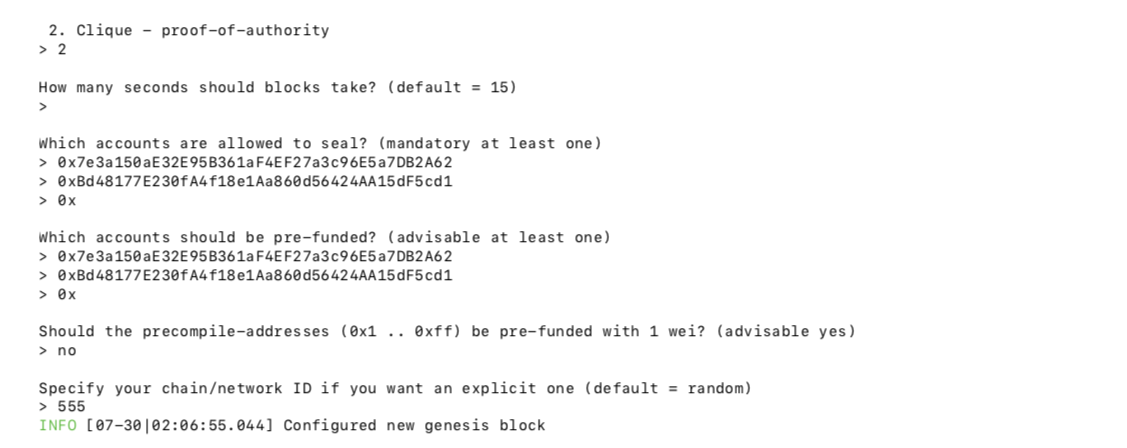 2. Clique - proof-of-authority
> 2
How many seconds should blocks take? (default = 15)
>
Which accounts are allowed to seal? (mandatory at least one)
> 0x7e3a150aE32E95B361aF4EF27a3c96E5a7DB2A62
> 0xBd48177E230fA4f18e1Aa860d56424AA15dF5cd1
> 0x
Which accounts should be pre-funded? (advisable at least one)
> 0x7e3a150aE32E95B361aF4EF27a3c96E5a7DB2A62
> 0xBd48177E230fA4f18e1Aa860d56424AA15dF5cd1
> 0x
Should the precompile-addresses (0x1 .. 0xff) be pre-funded with 1 wei? (advisable yes)
> no
Specify your chain/network ID if you want an explicit one (default = random)
> 555
INFO [07-30|02:06:55.044] Configured new genesis block